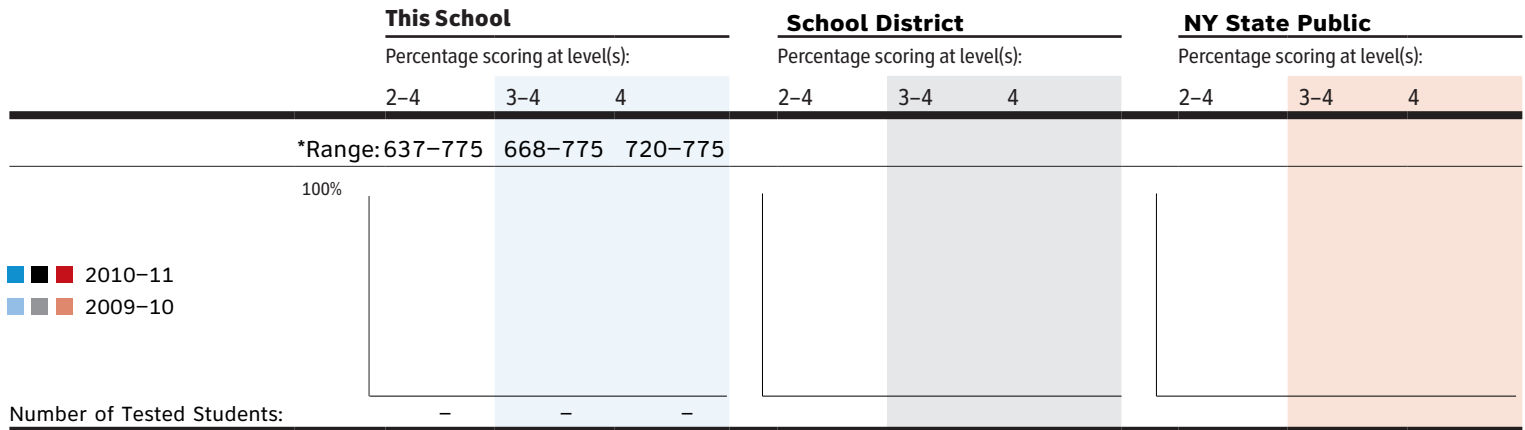 This School School District NY State Public
Percentage scoring at level(s): Percentage scoring at level(s): Percentage scoring at level(s):
2–4 3–4 4 2–4 3–4 4 2–4 3–4 4
*Range: 637–775 668–775 720–775
100%
2010–11
2009–10
Number of Tested Students: – – –